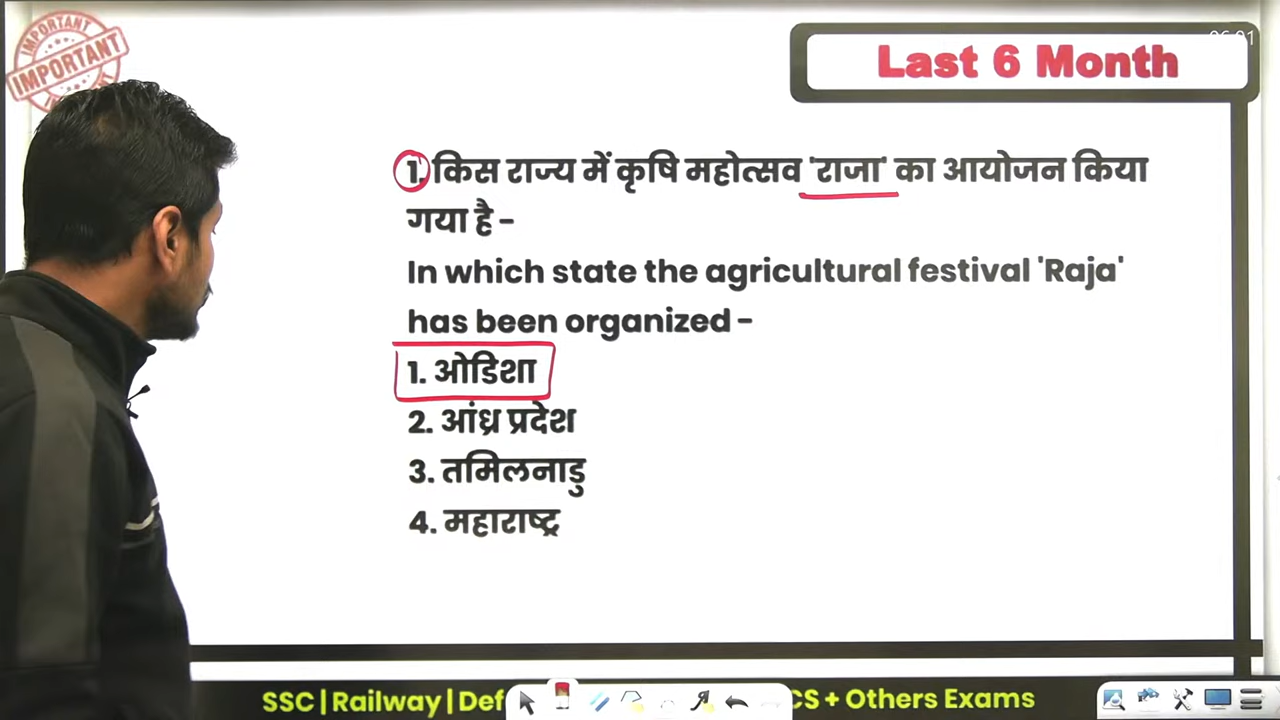 IMPORTANT
IMPORTANT
Last 6 Month
1. किस राज्य में कृषि महोत्सव 'राजा' का आयोजन किया
गया है -
In which state the agricultural festival 'Raja'
has been organized -
1. ओडिशा
2. आंध्र प्रदेश
3. तमिलनाडु
4. महाराष्ट्र
SSC | Railway | Def
CS + Others Exams